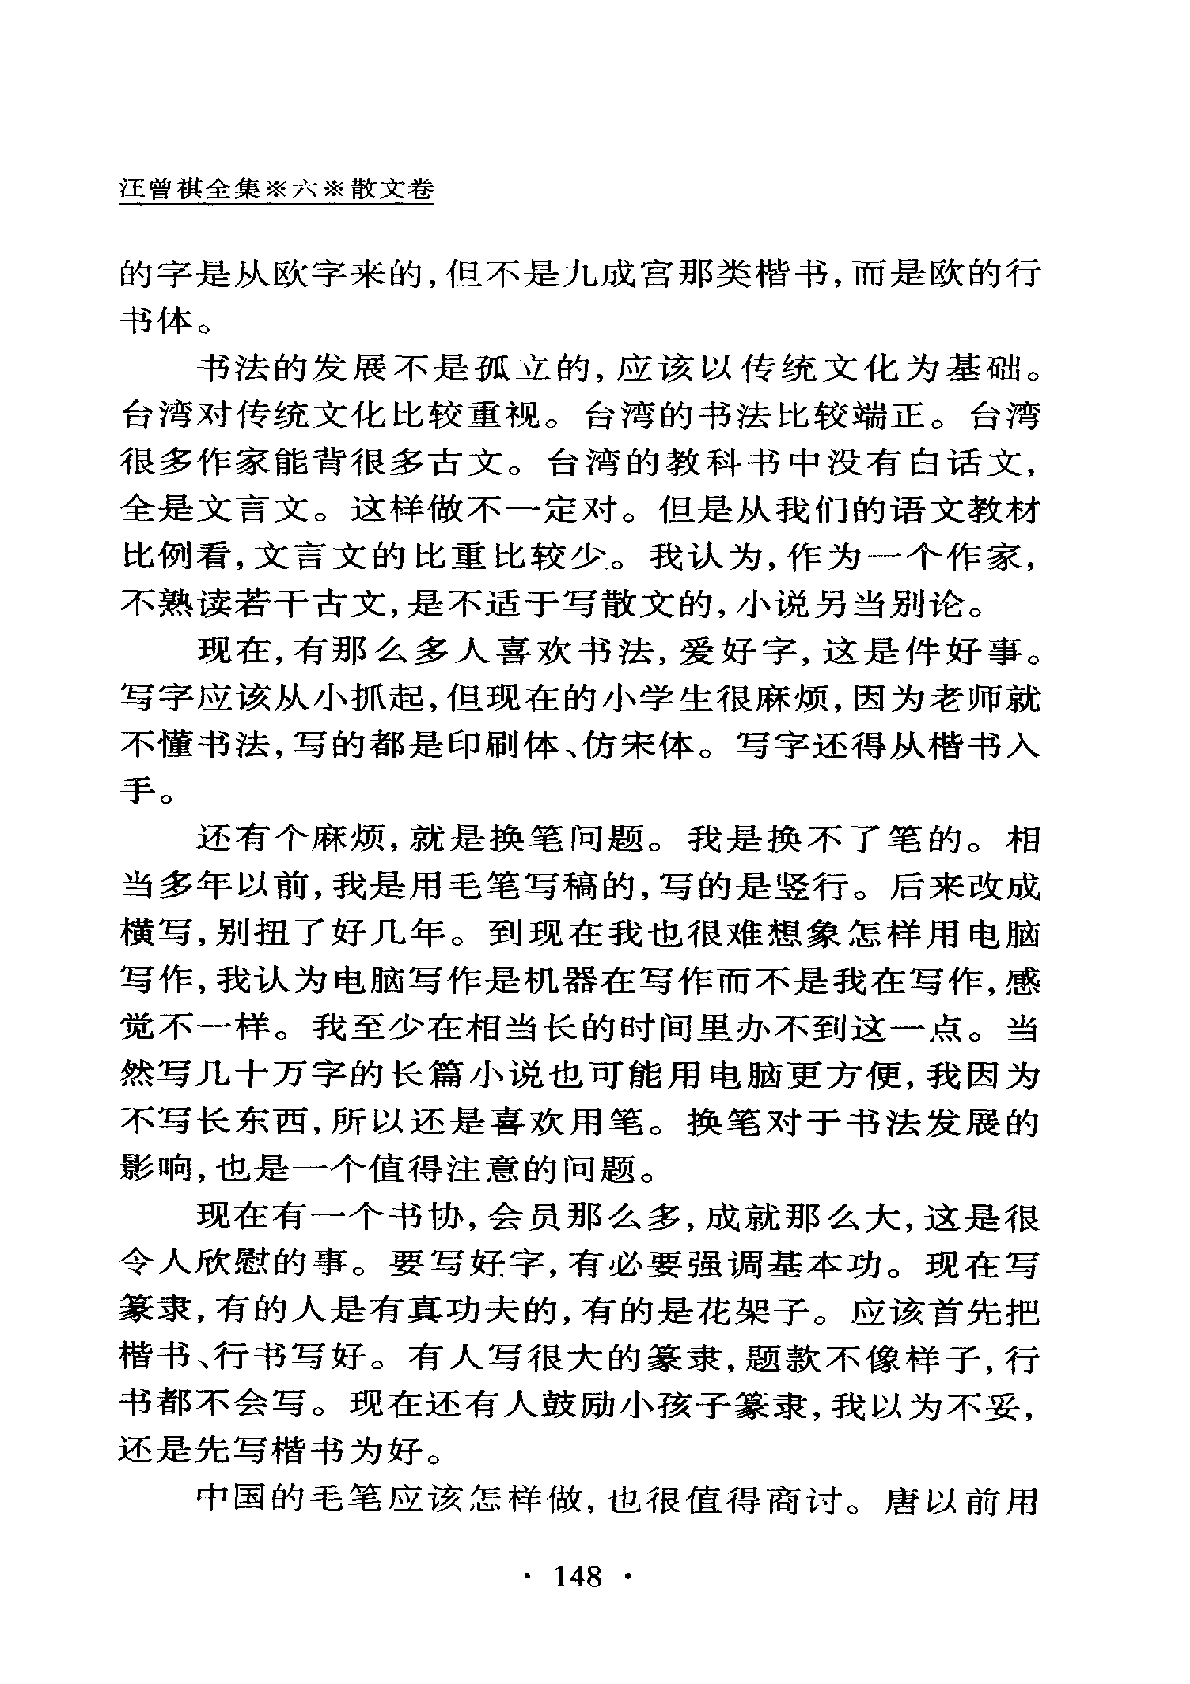 汪曾祺全集※六※散文卷
的字是从欧字来的,但不是九成宫那类楷书,而是欧的行
书体。
书法的发展不是孤立的,应该以传统文化为基础。
台湾对传统文化比较重视。台湾的书法比较端正。台湾
很多作家能背很多古文。台湾的教科书中没有白话文,
全是文言文。这样做不一定对。但是从我们的语文教材
比例看,文言文的比重比较少。我认为,作为一个作家,
不熟读若干古文,是不适于写散文的,小说另当别论。
现在,有那么多人喜欢书法,爱好字,这是件好事。
写字应该从小抓起,但现在的小学生很麻烦,因为老师就
不懂书法,写的都是印刷体、仿宋体。写字还得从楷书入
手。
还有个麻烦,就是换笔问题。我是换不了笔的。相
当多年以前,我是用毛笔写稿的,写的是竖行。后来改成
横写,别扭了好几年。到现在我也很难想象怎样用电脑
写作,我认为电脑写作是机器在写作而不是我在写作,感
觉不一样。我至少在相当长的时间里办不到这一点。当
然写几十万字的长篇小说也可能用电脑更方便,我因为
不写长东西,所以还是喜欢用笔。换笔对于书法发展的
影响,也是一个值得注意的问题。
现在有一个书协,会员那么多,成就那么大,这是很
令人欣慰的事。要写好字,有必要强调基本功。现在写
篆隶,有的人是有真功夫的,有的是花架子。应该首先把
楷书、行书写好。有人写很大的篆隶,题款不像样子,行
书都不会写。现在还有人鼓励小孩子篆隶,我以为不妥,
还是先写楷书为好。
中国的毛笔应该怎样做,也很值得商讨。唐以前用
· 148 ·